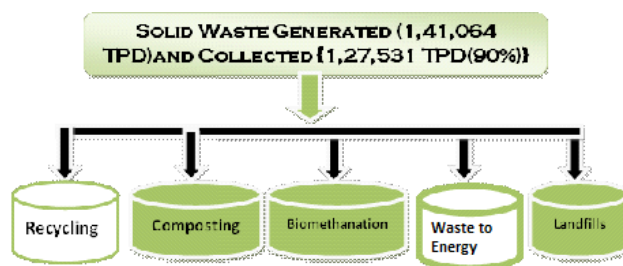 SOLID WASTE GENERATED (1,41,064
TPD)AND COLLECTED {1,27,531 TPD(90%)}
Recycling
Composting
Biomethanation
Waste to
Energy
Landfills